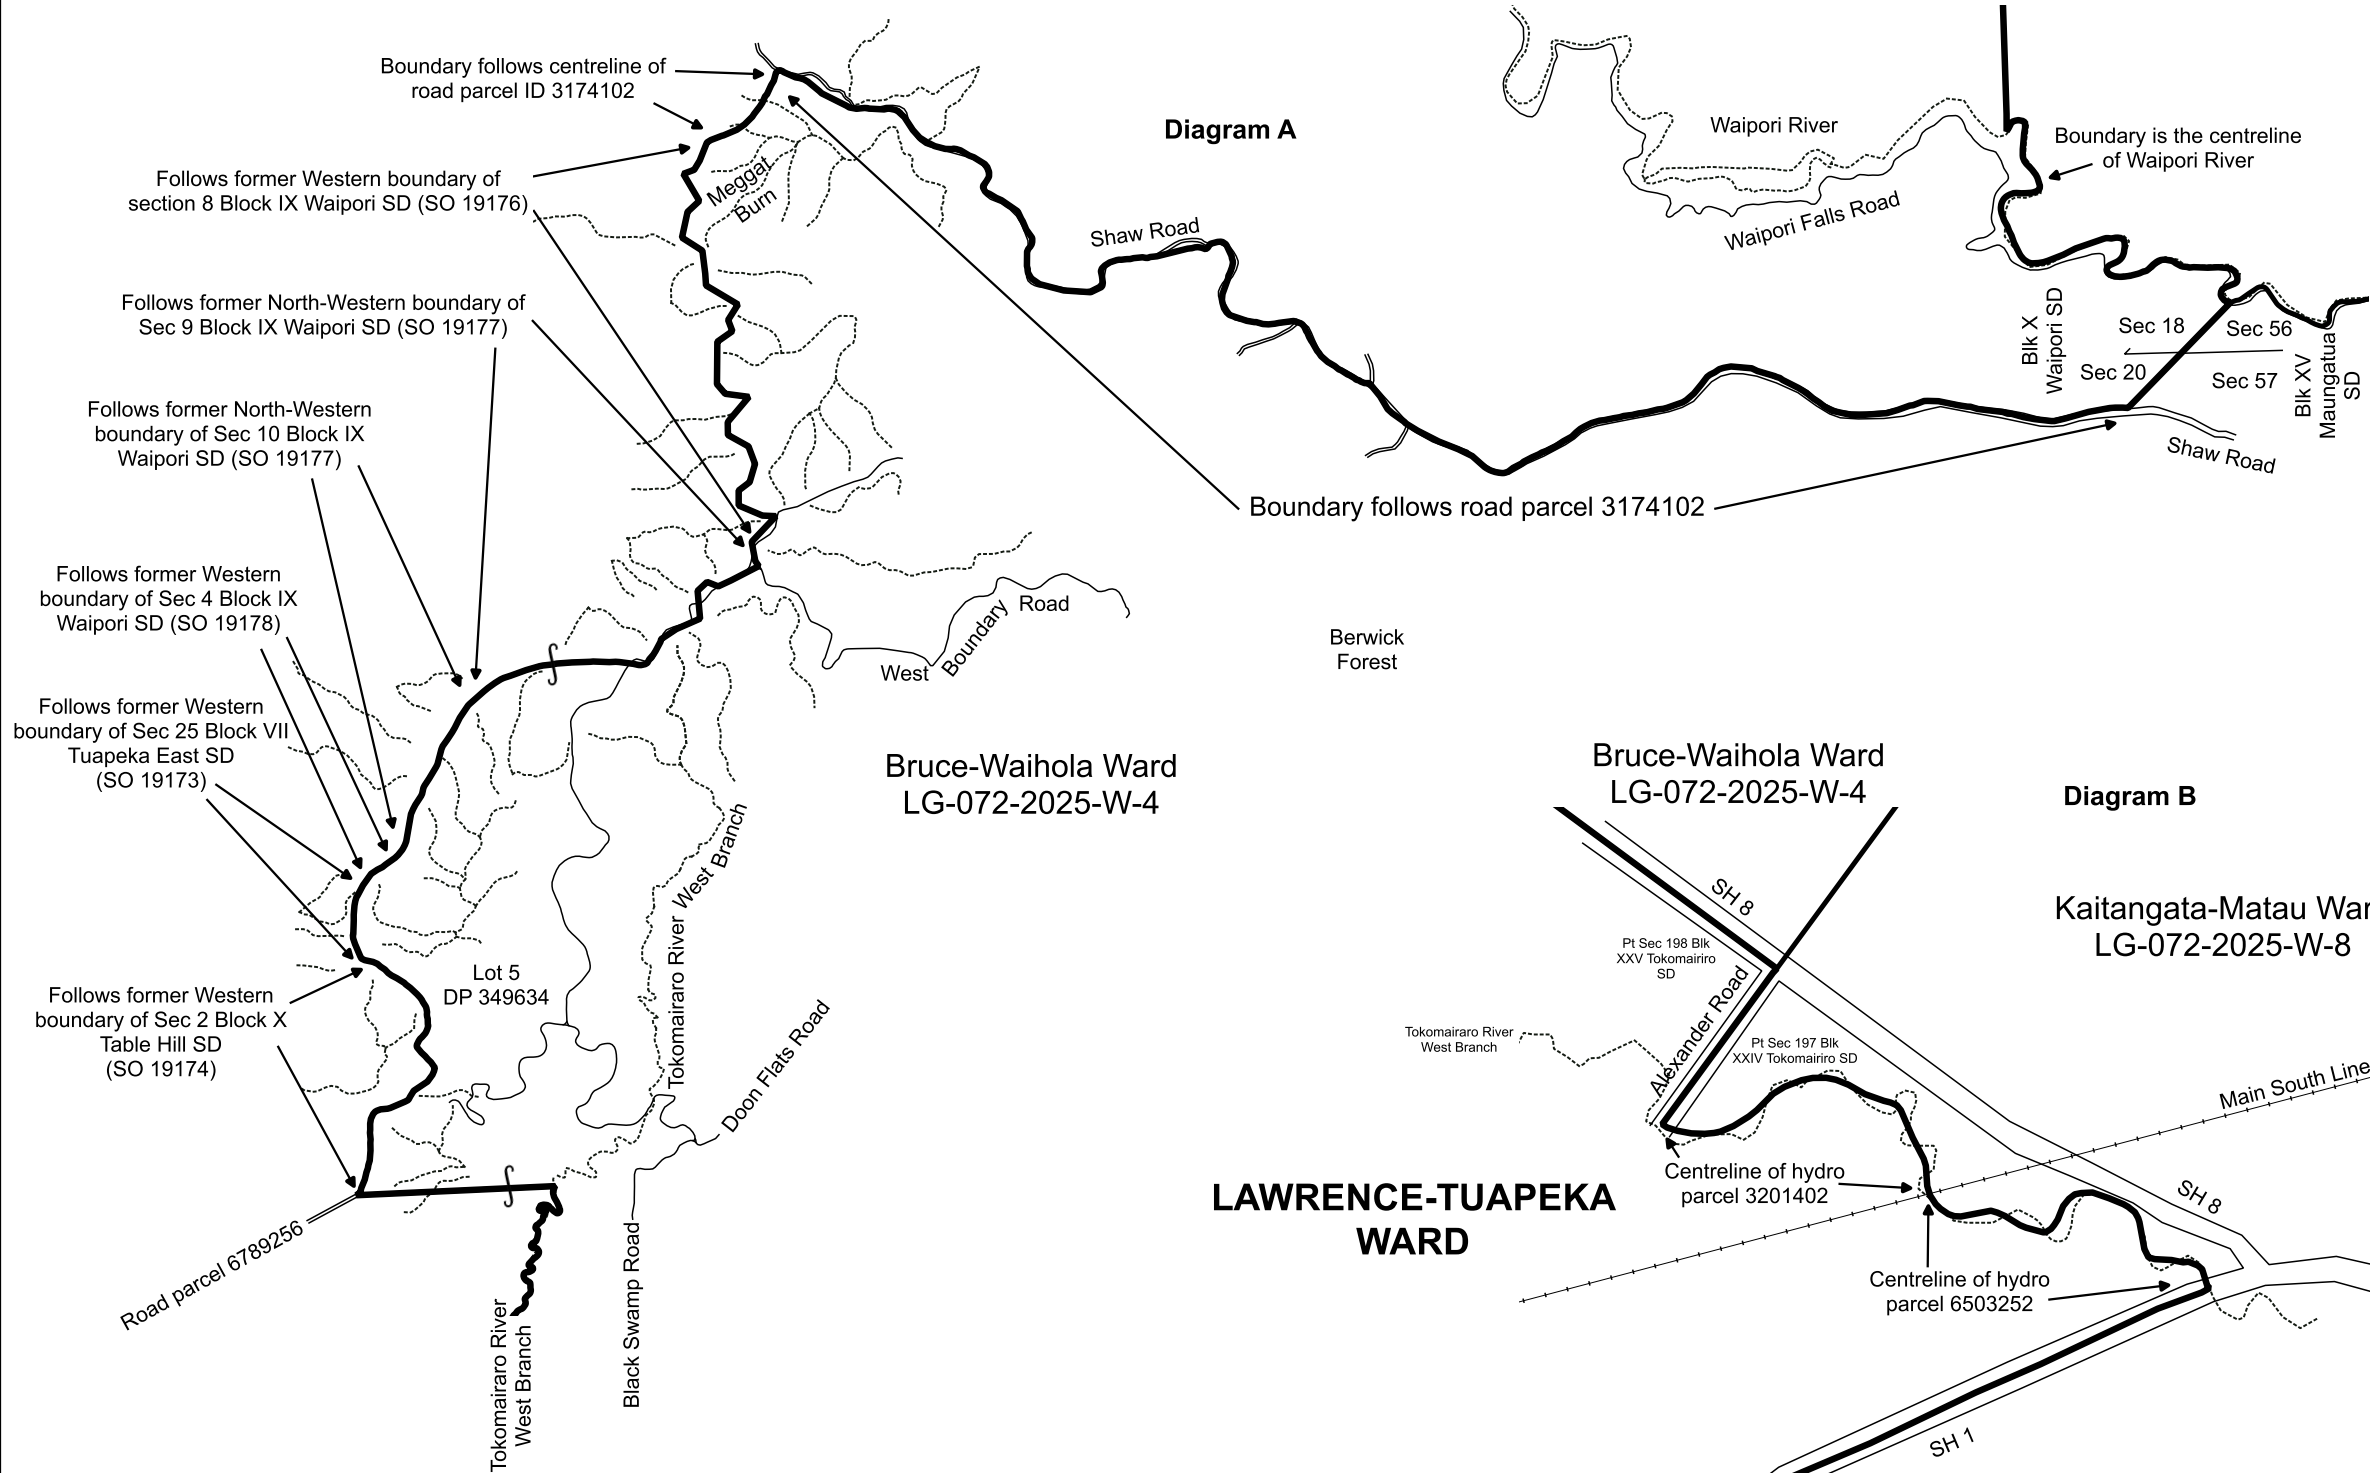 Boundary follows centreline of
road parcel ID 3174102
Diagram A
Waipori River
Boundary is the centreline
of Waipori River
Follows former Western boundary of
section 8 Block IX Waipori SD (SO 19176)
Meggat
Burn
Shaw Road
Waipori Falls Road
Follows former North-Western boundary of
Sec 9 Block IX Waipori SD (SO 19177)
Blk X
Waipori SD
Sec 18
Sec 56
Sec 20
Sec 57
Blk XV
Maungatua
SD
Follows former North-Western
boundary of Sec 10 Block IX
Waipori SD (SO 19177)
Shaw Road
Boundary follows road parcel 3174102
Follows former Western
boundary of Sec 4 Block IX
Waipori SD (SO 19178)
West Boundary Road
Berwick
Forest
Follows former Western
boundary of Sec 25 Block VII
Tuapeka East SD
(SO 19173)
Bruce-Waihola Ward
LG-072-2025-W-4
Bruce-Waihola Ward
LG-072-2025-W-4
Diagram B
SH 8
Kaitangata-Matau War
LG-072-2025-W-8
Pt Sec 198 Blk
XXV Tokomairiro
SD
Alexander Road
Tokomairaro River
West Branch
Pt Sec 197 Blk
XXIV Tokomairiro SD
Lot 5
DP 349634
Tokomairaro River West Branch
Follows former Western
boundary of Sec 2 Block X
Table Hill SD
(SO 19174)
Doon Flats Road
Main South Line
LAWRENCE-TUAPEKA
WARD
Centreline of hydro
parcel 3201402
SH 8
Road parcel 6789256
Centreline of hydro
parcel 6503252
Tokomairaro River
West Branch
Black Swamp Road
SH 1